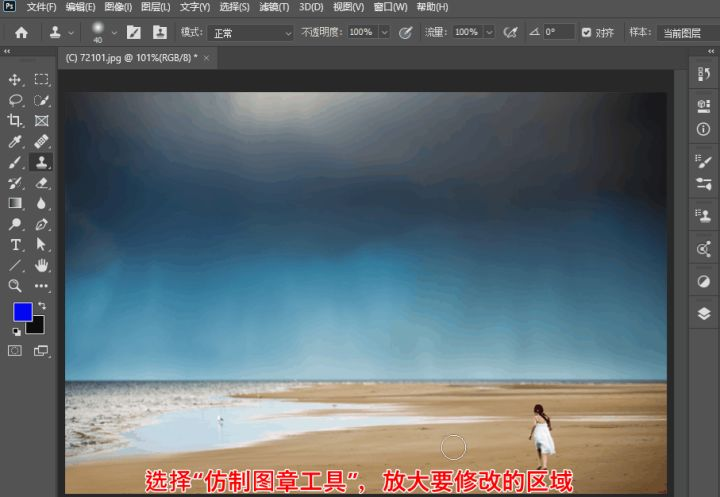 Ps 文件(F) 编辑(E) 图像(I) 图层(L) 文字(Y) 选择(S) 滤镜(T) 3D(D) 视图(V) 窗口(W) 帮助(H)
40 模式: 正常 不透明度: 100% 流量: 100% 0° 对齐 样本: 当前图层
(C) 72101.jpg @ 101%(RGB/8) * ×
选择“仿制图章工具”，放大要修改的区域